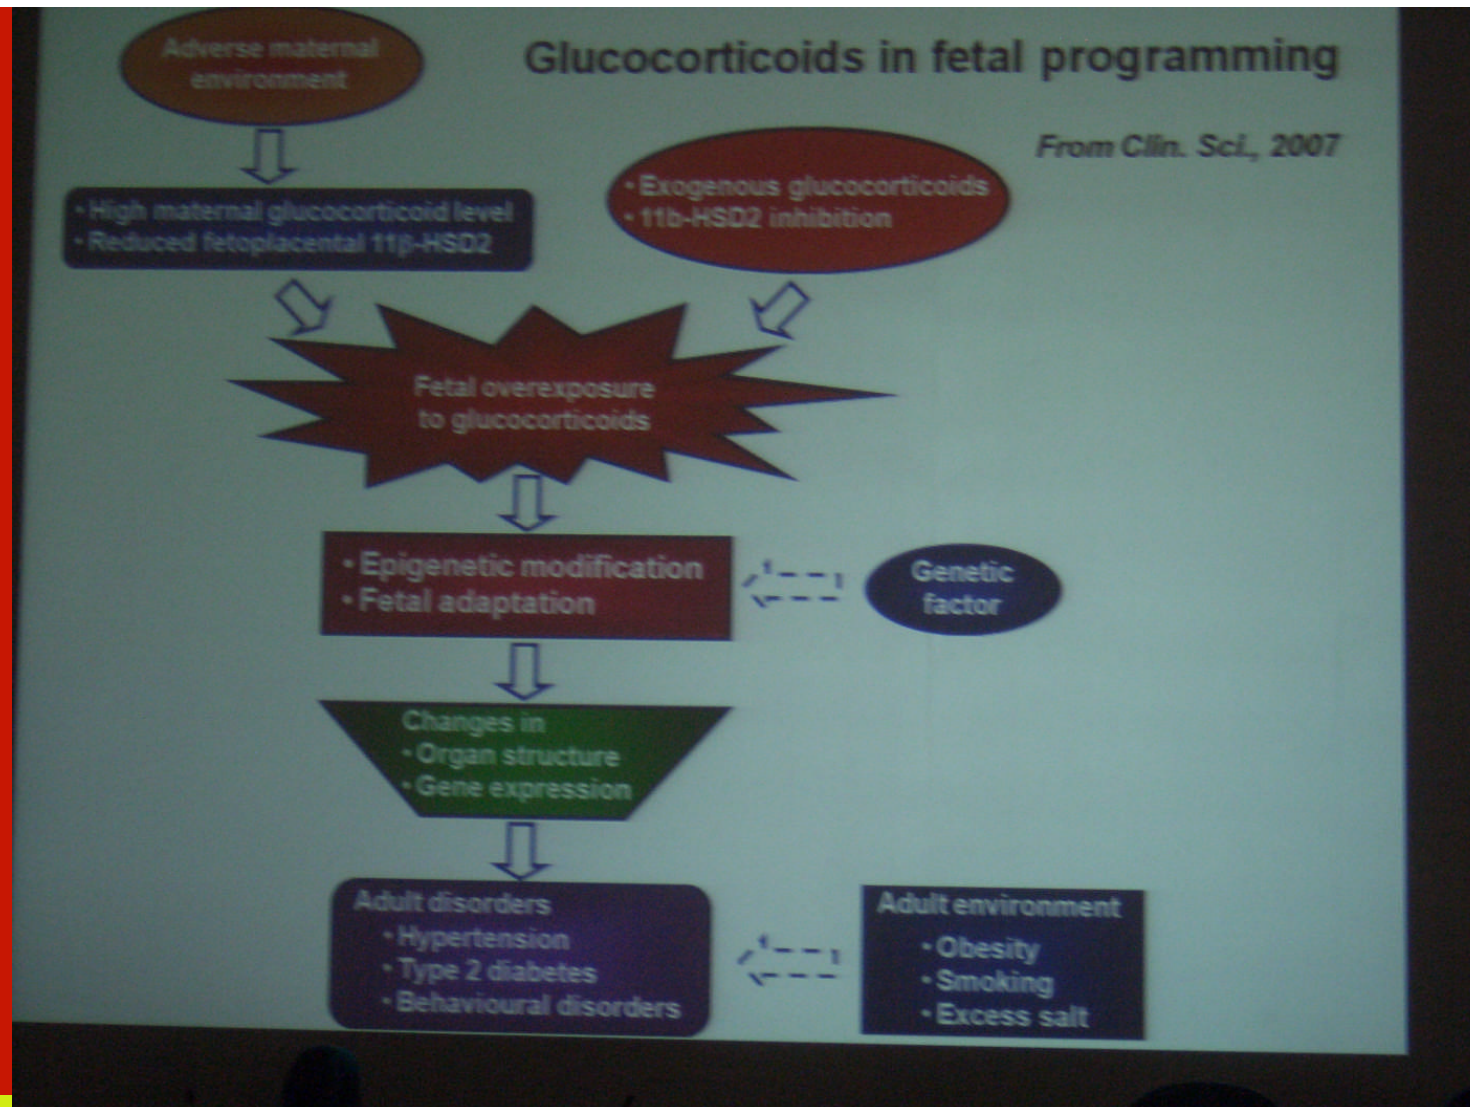 Glucocorticoids in fetal programming
From Clin. Sci., 2007
Adverse maternal
environment
• High maternal glucocorticoid level
• Reduced fetoplacental 11β-HSD2
• Exogenous glucocorticoids
• 11b-HSD2 inhibition
Fetal overexposure
to glucocorticoids
• Epigenetic modification
• Fetal adaptation
Genetic
factor
Changes in
• Organ structure
• Gene expression
Adult disorders
• Hypertension
• Type 2 diabetes
• Behavioural disorders
Adult environment
• Obesity
• Smoking
• Excess salt